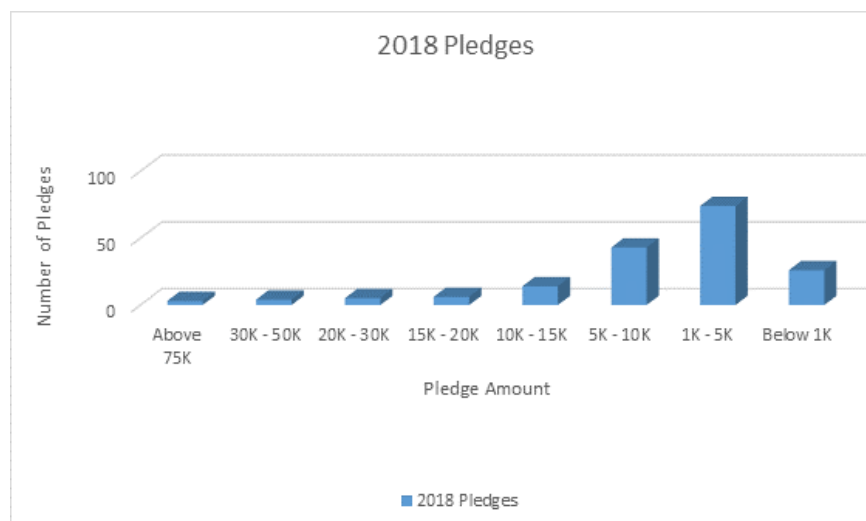 2018 Pledges
Number of Pledges
100
50
0
Above 75K
30K - 50K
20K - 30K
15K - 20K
10K - 15K
5K - 10K
1K - 5K
Below 1K
Pledge Amount
2018 Pledges